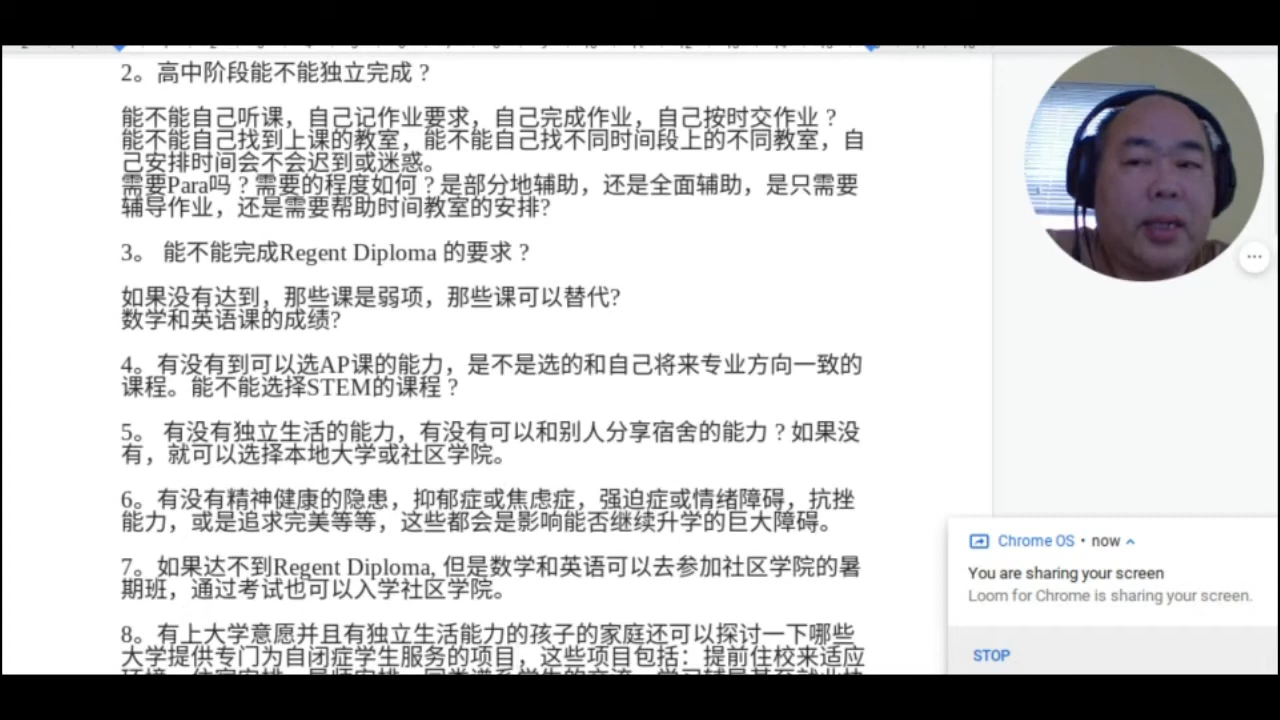 2。高中阶段能不能独立完成？
能不能自己听课，自己记作业要求，自己完成作业，自己按时交作业？
能不能自己找到上课的教室，能不能自己找不同时间段上的不同教室，自
己安排时间会不会迟到或迷惑。
需要Para吗？需要的程度如何？是部分地辅助，还是全面辅助，是只需要
辅导作业，还是需要帮助时间教室的安排?
3。 能不能完成Regent Diploma 的要求？
如果没有达到，那些课是弱项，那些课可以替代?
数学和英语课的成绩?
4。有没有到可以选AP课的能力，是不是选的和自己将来专业方向一致的
课程。能不能选择STEM的课程？
5。 有没有独立生活的能力，有没有可以和别人分享宿舍的能力？如果没
有，就可以选择本地大学或社区学院。
6。有没有精神健康的隐患，抑郁症或焦虑症，强迫症或情绪障碍，抗挫
能力，或是追求完美等等，这些都会是影响能否继续升学的巨大障碍。
7。如果达不到Regent Diploma, 但是数学和英语可以去参加社区学院的暑
期班，通过考试也可以入学社区学院。
8。有上大学意愿并且有独立生活能力的孩子的家庭还可以探讨一下哪些
大学提供专门为自闭症学生服务的项目，这些项目包括：提前住校来适应
Chrome OS • now
You are sharing your screen
Loom for Chrome is sharing your screen.
STOP